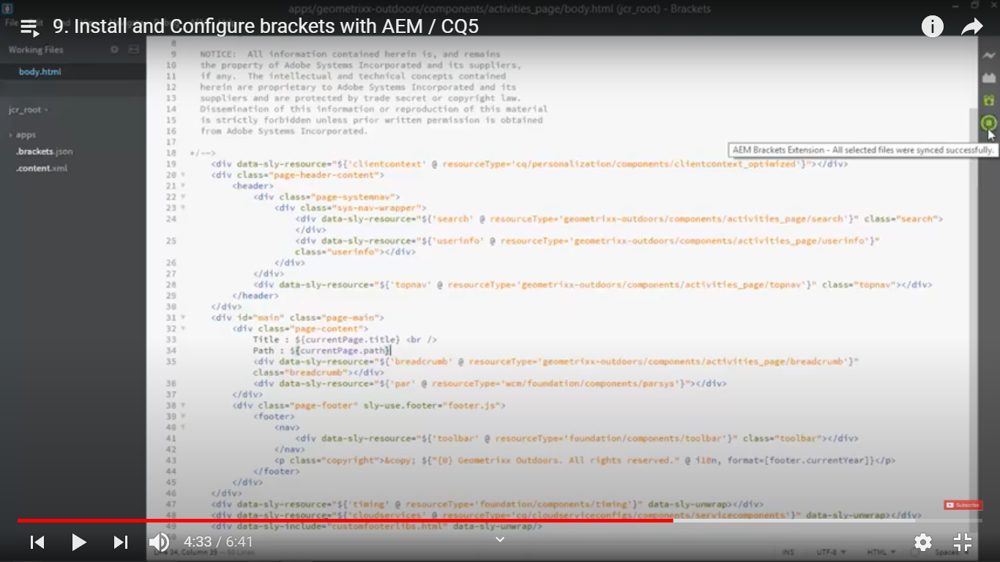 apps/geometrixx-outdoors/components/activities_page/body.html (jcr_root) - Brackets
9. Install and Configure brackets with AEM / CQ5
Working Files
body.html
jcr_root
apps
.brackets.json
.content.xml
8
9 NOTICE: All information contained herein is, and remains
10 the property of Adobe Systems Incorporated and its suppliers,
11 if any. The intellectual and technical concepts contained
12 herein are proprietary to Adobe Systems Incorporated and its
13 suppliers and are protected by trade secret or copyright law.
14 Dissemination of this information or reproduction of this material
15 is strictly forbidden unless prior written permission is obtained
16 from Adobe Systems Incorporated.
17
18 */-->
AEM Brackets Extension - All selected files were synced successfully.
19 <div data-sly-resource="${'clientcontext' @ resourceType='cq/personalization/components/clientcontext_optimized'}"></div>
20 <div class="page-header-content">
21 <header>
22 <div class="page-systemnav">
23 <div class="sys-nav-wrapper">
24 <div data-sly-resource="${'search' @ resourceType='geometrixx-outdoors/components/activities_page/search'}" class="search">
</div>
25 <div data-sly-resource="${'userinfo' @ resourceType='geometrixx-outdoors/components/activities_page/userinfo'}"
class="userinfo"></div>
26 </div>
27 </div>
28 <div data-sly-resource="${'topnav' @ resourceType='geometrixx-outdoors/components/activities_page/topnav'}" class="topnav"></div>
29 </header>
30 </div>
31 <div id="main" class="page-main">
32 <div class="page-content">
33 Title : ${currentPage.title} <br />
34 Path : ${currentPage.path}
35 <div data-sly-resource="${'breadcrumb' @ resourceType='geometrixx-outdoors/components/activities_page/breadcrumb'}"
class="breadcrumb"></div>
36 <div data-sly-resource="${'par' @ resourceType='wcm/foundation/components/parsys'}"></div>
37 </div>
38 <div class="page-footer" sly-use.footer="footer.js">
39 <footer>
40 <nav>
41 <div data-sly-resource="${'toolbar' @ resourceType='foundation/components/toolbar'}" class="toolbar"></div>
42 </nav>
43 <p class="copyright">&copy; ${"{0} Geometrixx Outdoors. All rights reserved." @ i18n, format=[footer.currentYear]}</p>
44 </footer>
45 </div>
46 </div>
47 <div data-sly-resource="${'timing' @ resourceType='foundation/components/timing'}" data-sly-unwrap></div>
48 <div data-sly-resource="${'cloudservices' @ resourceType='cq/cloudserviceconfigs/components/servicecomponents'}" data-sly-unwrap></div>
49 <div data-sly-include="customfooterlibs.html" data-sly-unwrap/>
Subscribe
4:33 / 6:41
Line 34, Column 35 — 50 Lines
INS UTF-8 HTML